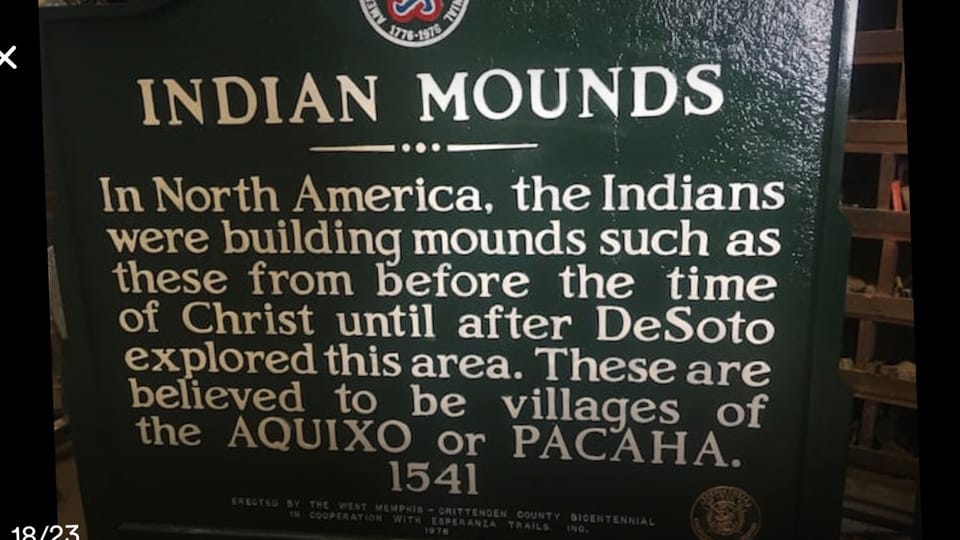 1776-1976
INDIAN MOUNDS
In North America, the Indians
were building mounds such as
these from before the time
of Christ until after DeSoto
explored this area. These are
believed to be villages of
the AQUIXO or PACAHA.
1541
ERECTED BY THE WEST MEMPHIS - CRITTENDEN COUNTY BICENTENNIAL
IN COOPERATION WITH ESPERANZA TRAILS, INC.
1976
18/23